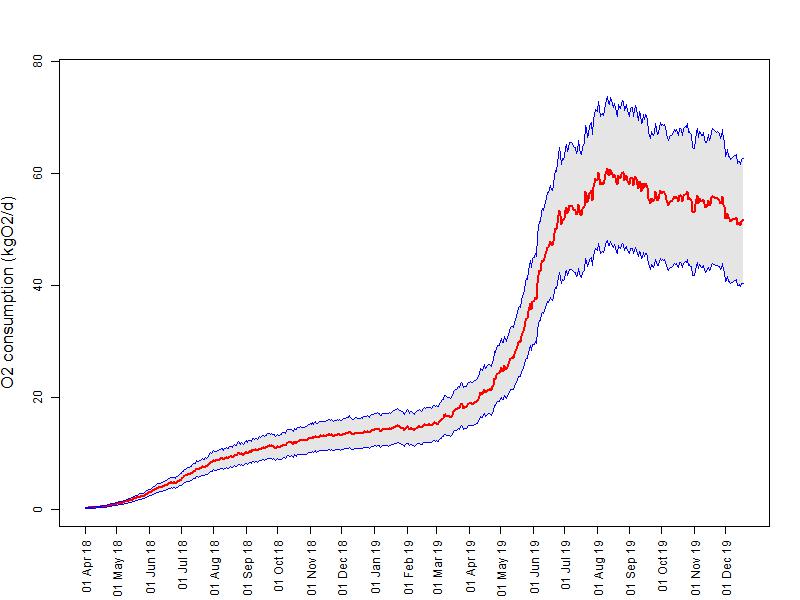 80
60
40
20
0
O2 consumption (kgO2/d)
01 Apr 18
01 May 18
01 Jun 18
01 Jul 18
01 Aug 18
01 Sep 18
01 Oct 18
01 Nov 18
01 Dec 18
01 Jan 19
01 Feb 19
01 Mar 19
01 Apr 19
01 May 19
01 Jun 19
01 Jul 19
01 Aug 19
01 Sep 19
01 Oct 19
01 Nov 19
01 Dec 19